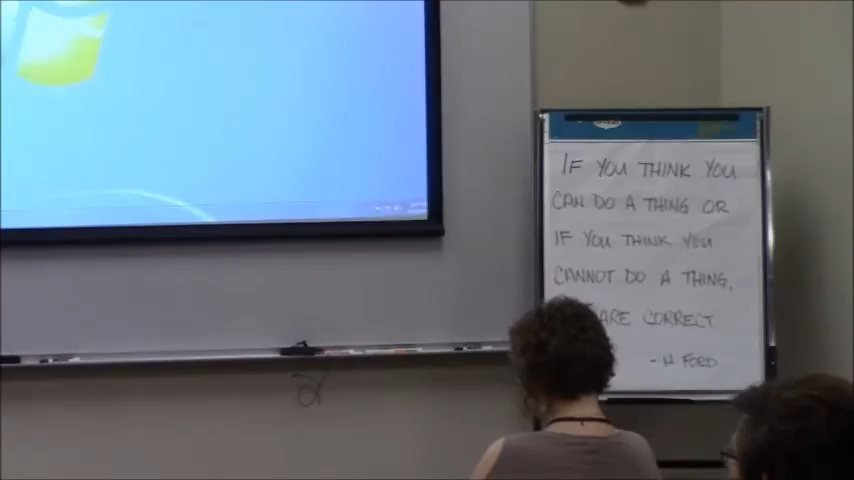 IF YOU THINK YOU
CAN DO A THING OR
IF YOU THINK YOU
CANNOT DO A THING,
ARE CORRECT
- H FORD